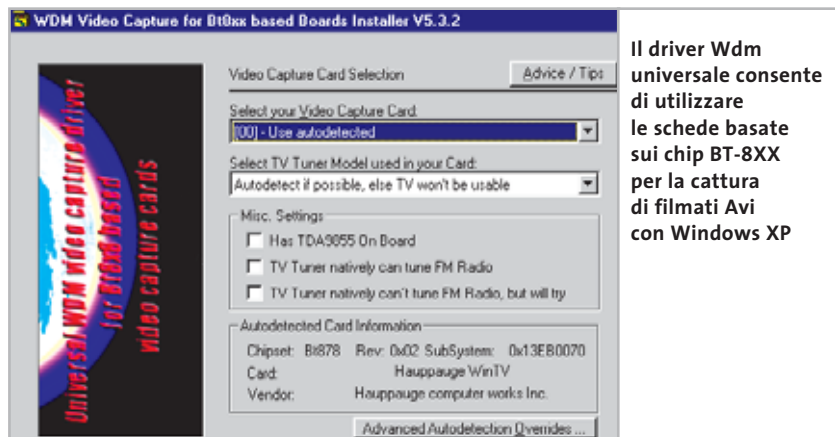 WDM Video Capture for Bt8xx based Boards Installer V5.3.2
Universal WDM video capture driver
for Bt8x8 based
video capture cards
Video Capture Card Selection
Advice / Tips
Select your Video Capture Card:
[00] - Use autodetected
Select TV Tuner Model used in your Card:
Autodetect if possible, else TV won't be usable
Misc. Settings
Has TDA9855 On Board
TV Tuner natively can tune FM Radio
TV Tuner natively can't tune FM Radio, but will try
Autodetected Card Information
Chipset: Bt878 Rev: 0x02 SubSystem: 0x13EB0070
Card: Hauppauge WinTV
Vendor: Hauppauge computer works Inc.
Advanced Autodetection Overrides ...
Il driver Wdm
universale consente
di utilizzare
le schede basate
sui chip BT-8XX
per la cattura
di filmati Avi
con Windows XP